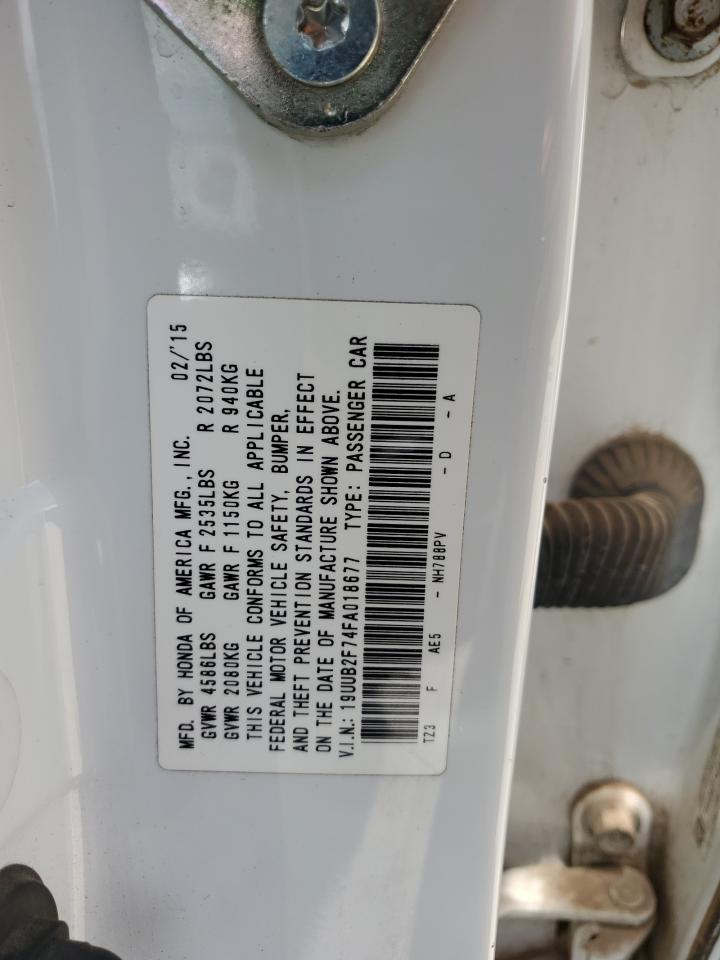 MFD. BY HONDA OF AMERICA MFG., INC. 02/'15
GVWR 4586LBS GAWR F 2535LBS R 2072LBS
GVWR 2080KG GAWR F 1150KG R 940KG
THIS VEHICLE CONFORMS TO ALL APPLICABLE
FEDERAL MOTOR VEHICLE SAFETY, BUMPER,
AND THEFT PREVENTION STANDARDS IN EFFECT
ON THE DATE OF MANUFACTURE SHOWN ABOVE.
V.I.N.: 19UUB2F74FA018677 TYPE: PASSENGER CAR
TZ3 F AE5 - NH788PV - D - A